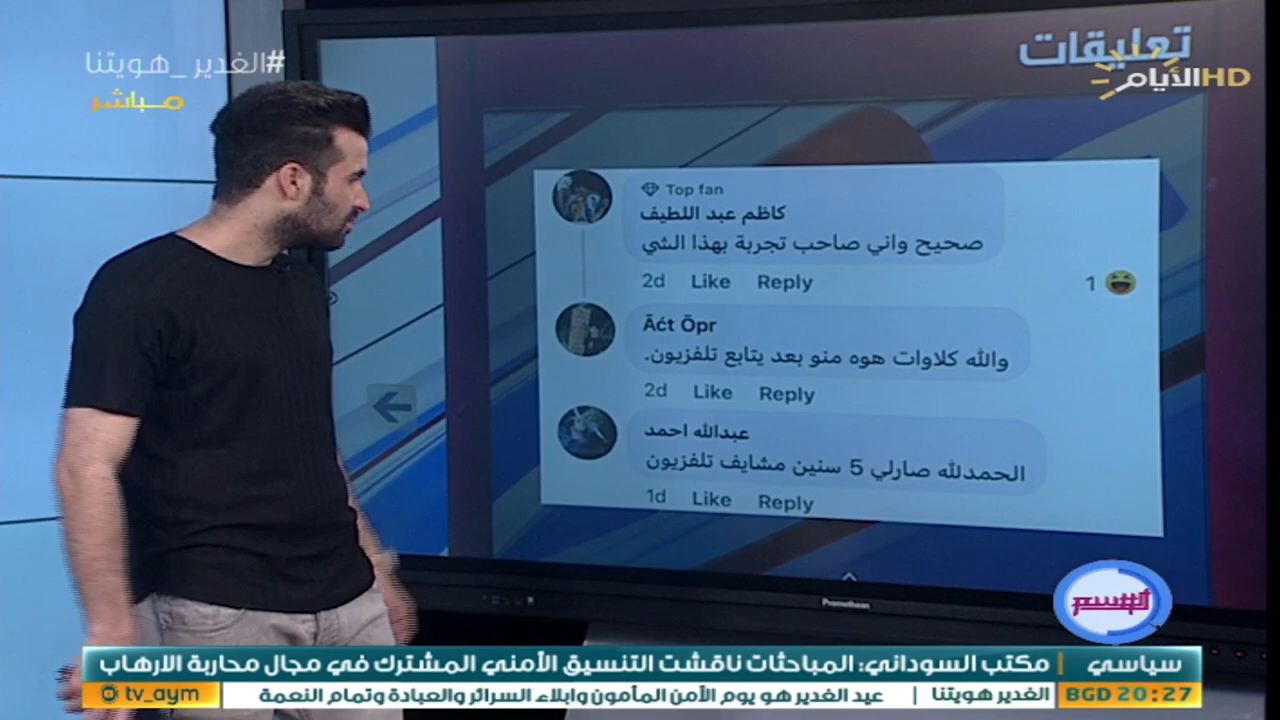 #الغدير_هويتنا
مباشر
تعليقات
الأيام HD
Top fan
كاظم عبد اللطيف
صحيح واني صاحب تجربة بهذا الشي
2d Like Reply
1
Āćt Ōpr
والله كلاوات هوه منو بعد يتابع تلفزيون.
2d Like Reply
عبدالله احمد
الحمدلله صارلي 5 سنين مشايف تلفزيون
1d Like Reply
Promethean
سياسي | مكتب السوداني: المباحثات ناقشت التنسيق الأمني المشترك في مجال محاربة الارهاب
BGD 20:27
الغدير هويتنا | عيد الغدير هو يوم الأمن المأمون وابلاء السرائر والعبادة وتمام النعمة
tv_aym